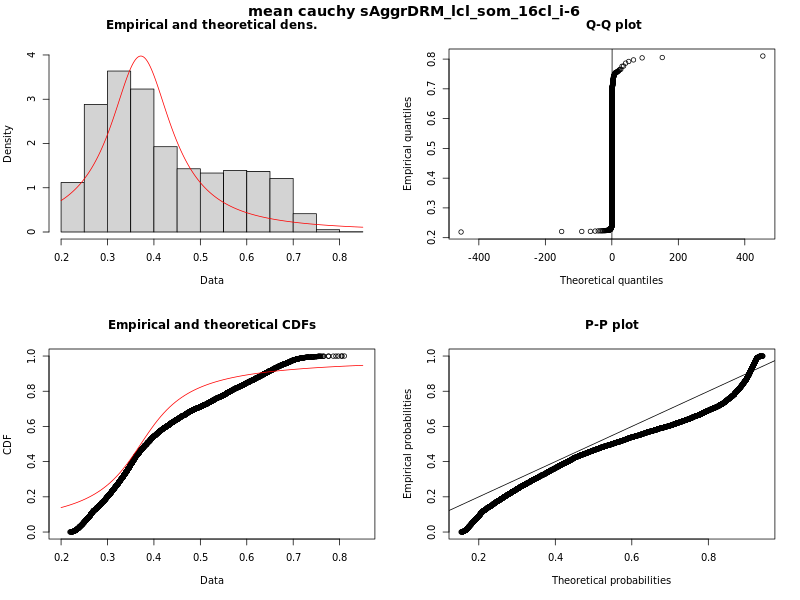 mean cauchy sAggrDRM_lcl_som_16cl_i-6
Empirical and theoretical dens.
Density
0 1 2 3 4
0.2 0.3 0.4 0.5 0.6 0.7 0.8
Data
Q-Q plot
Empirical quantiles
0.2 0.3 0.4 0.5 0.6 0.7 0.8
-400 -200 0 200 400
Theoretical quantiles
Empirical and theoretical CDFs
CDF
0.0 0.2 0.4 0.6 0.8 1.0
0.2 0.3 0.4 0.5 0.6 0.7 0.8
Data
P-P plot
Empirical probabilities
0.0 0.2 0.4 0.6 0.8 1.0
0.2 0.4 0.6 0.8
Theoretical probabilities